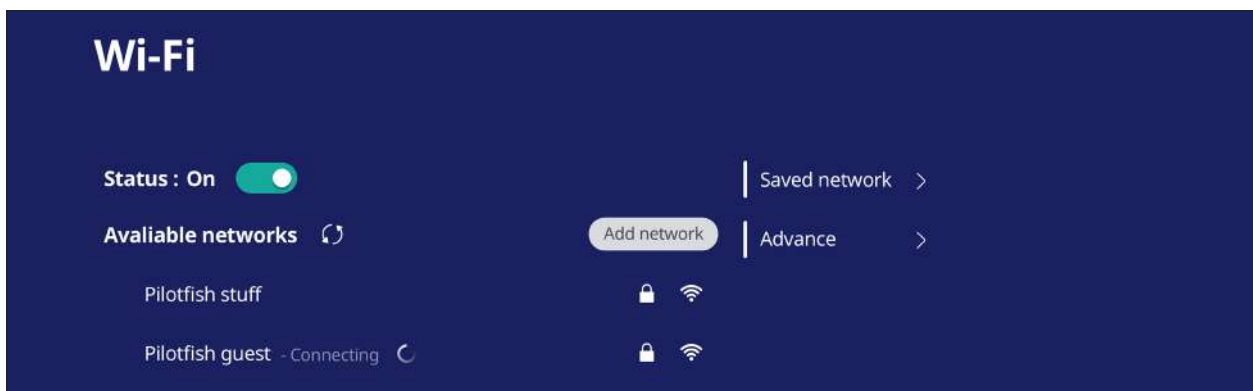 Wi-Fi
Status : On
Saved network
Avaliable networks
Add network
Advance
Pilotfish stuff
Pilotfish guest - Connecting